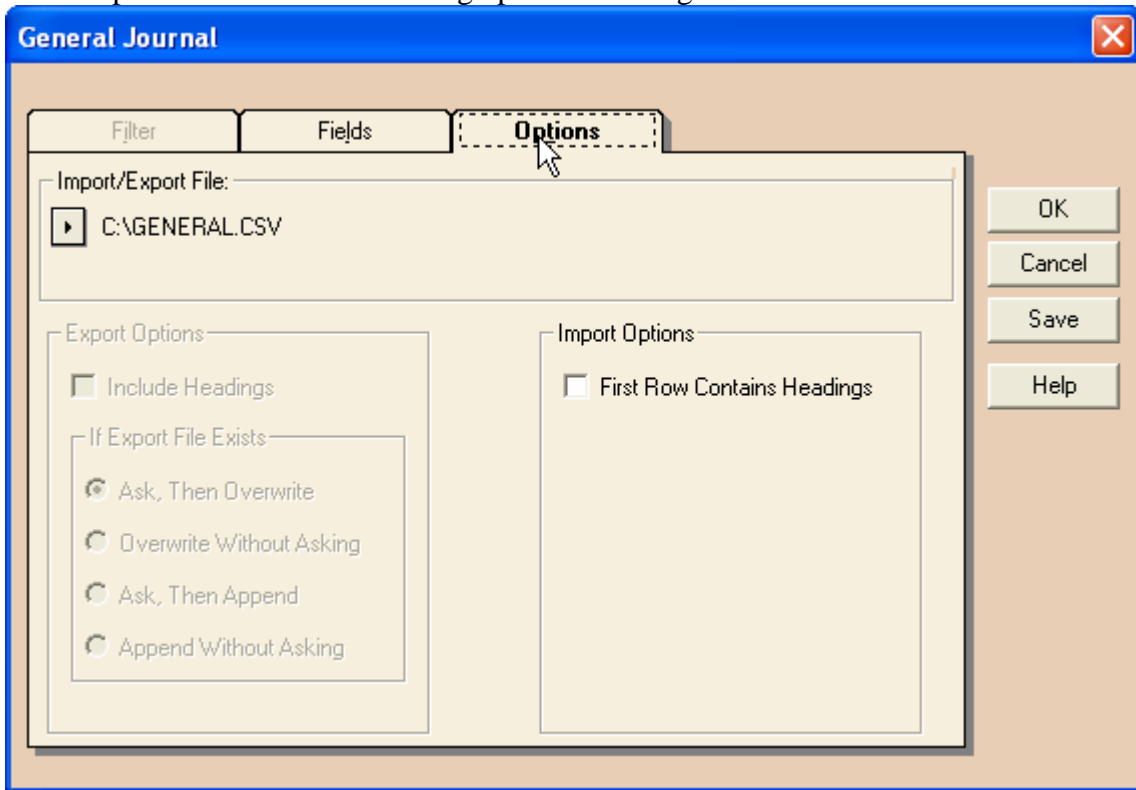 General Journal
Filter Fields Options
Import/Export File:
C:\GENERAL.CSV
OK
Cancel
Save
Help
Export Options
Include Headings
If Export File Exists
Ask, Then Overwrite
Overwrite Without Asking
Ask, Then Append
Append Without Asking
Import Options
First Row Contains Headings